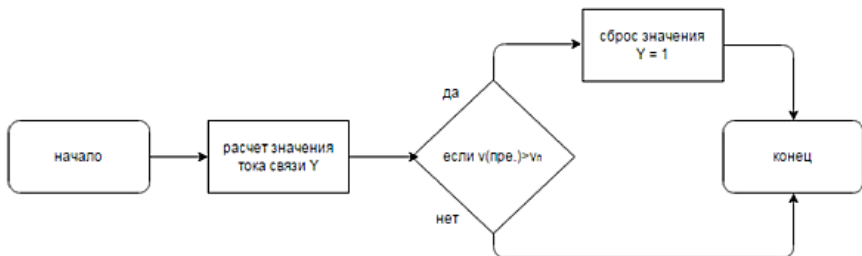 сброс значения
Y = 1
да
начало
расчет значения
тока связи Y
если v(пре.)>vₙ
конец
нет